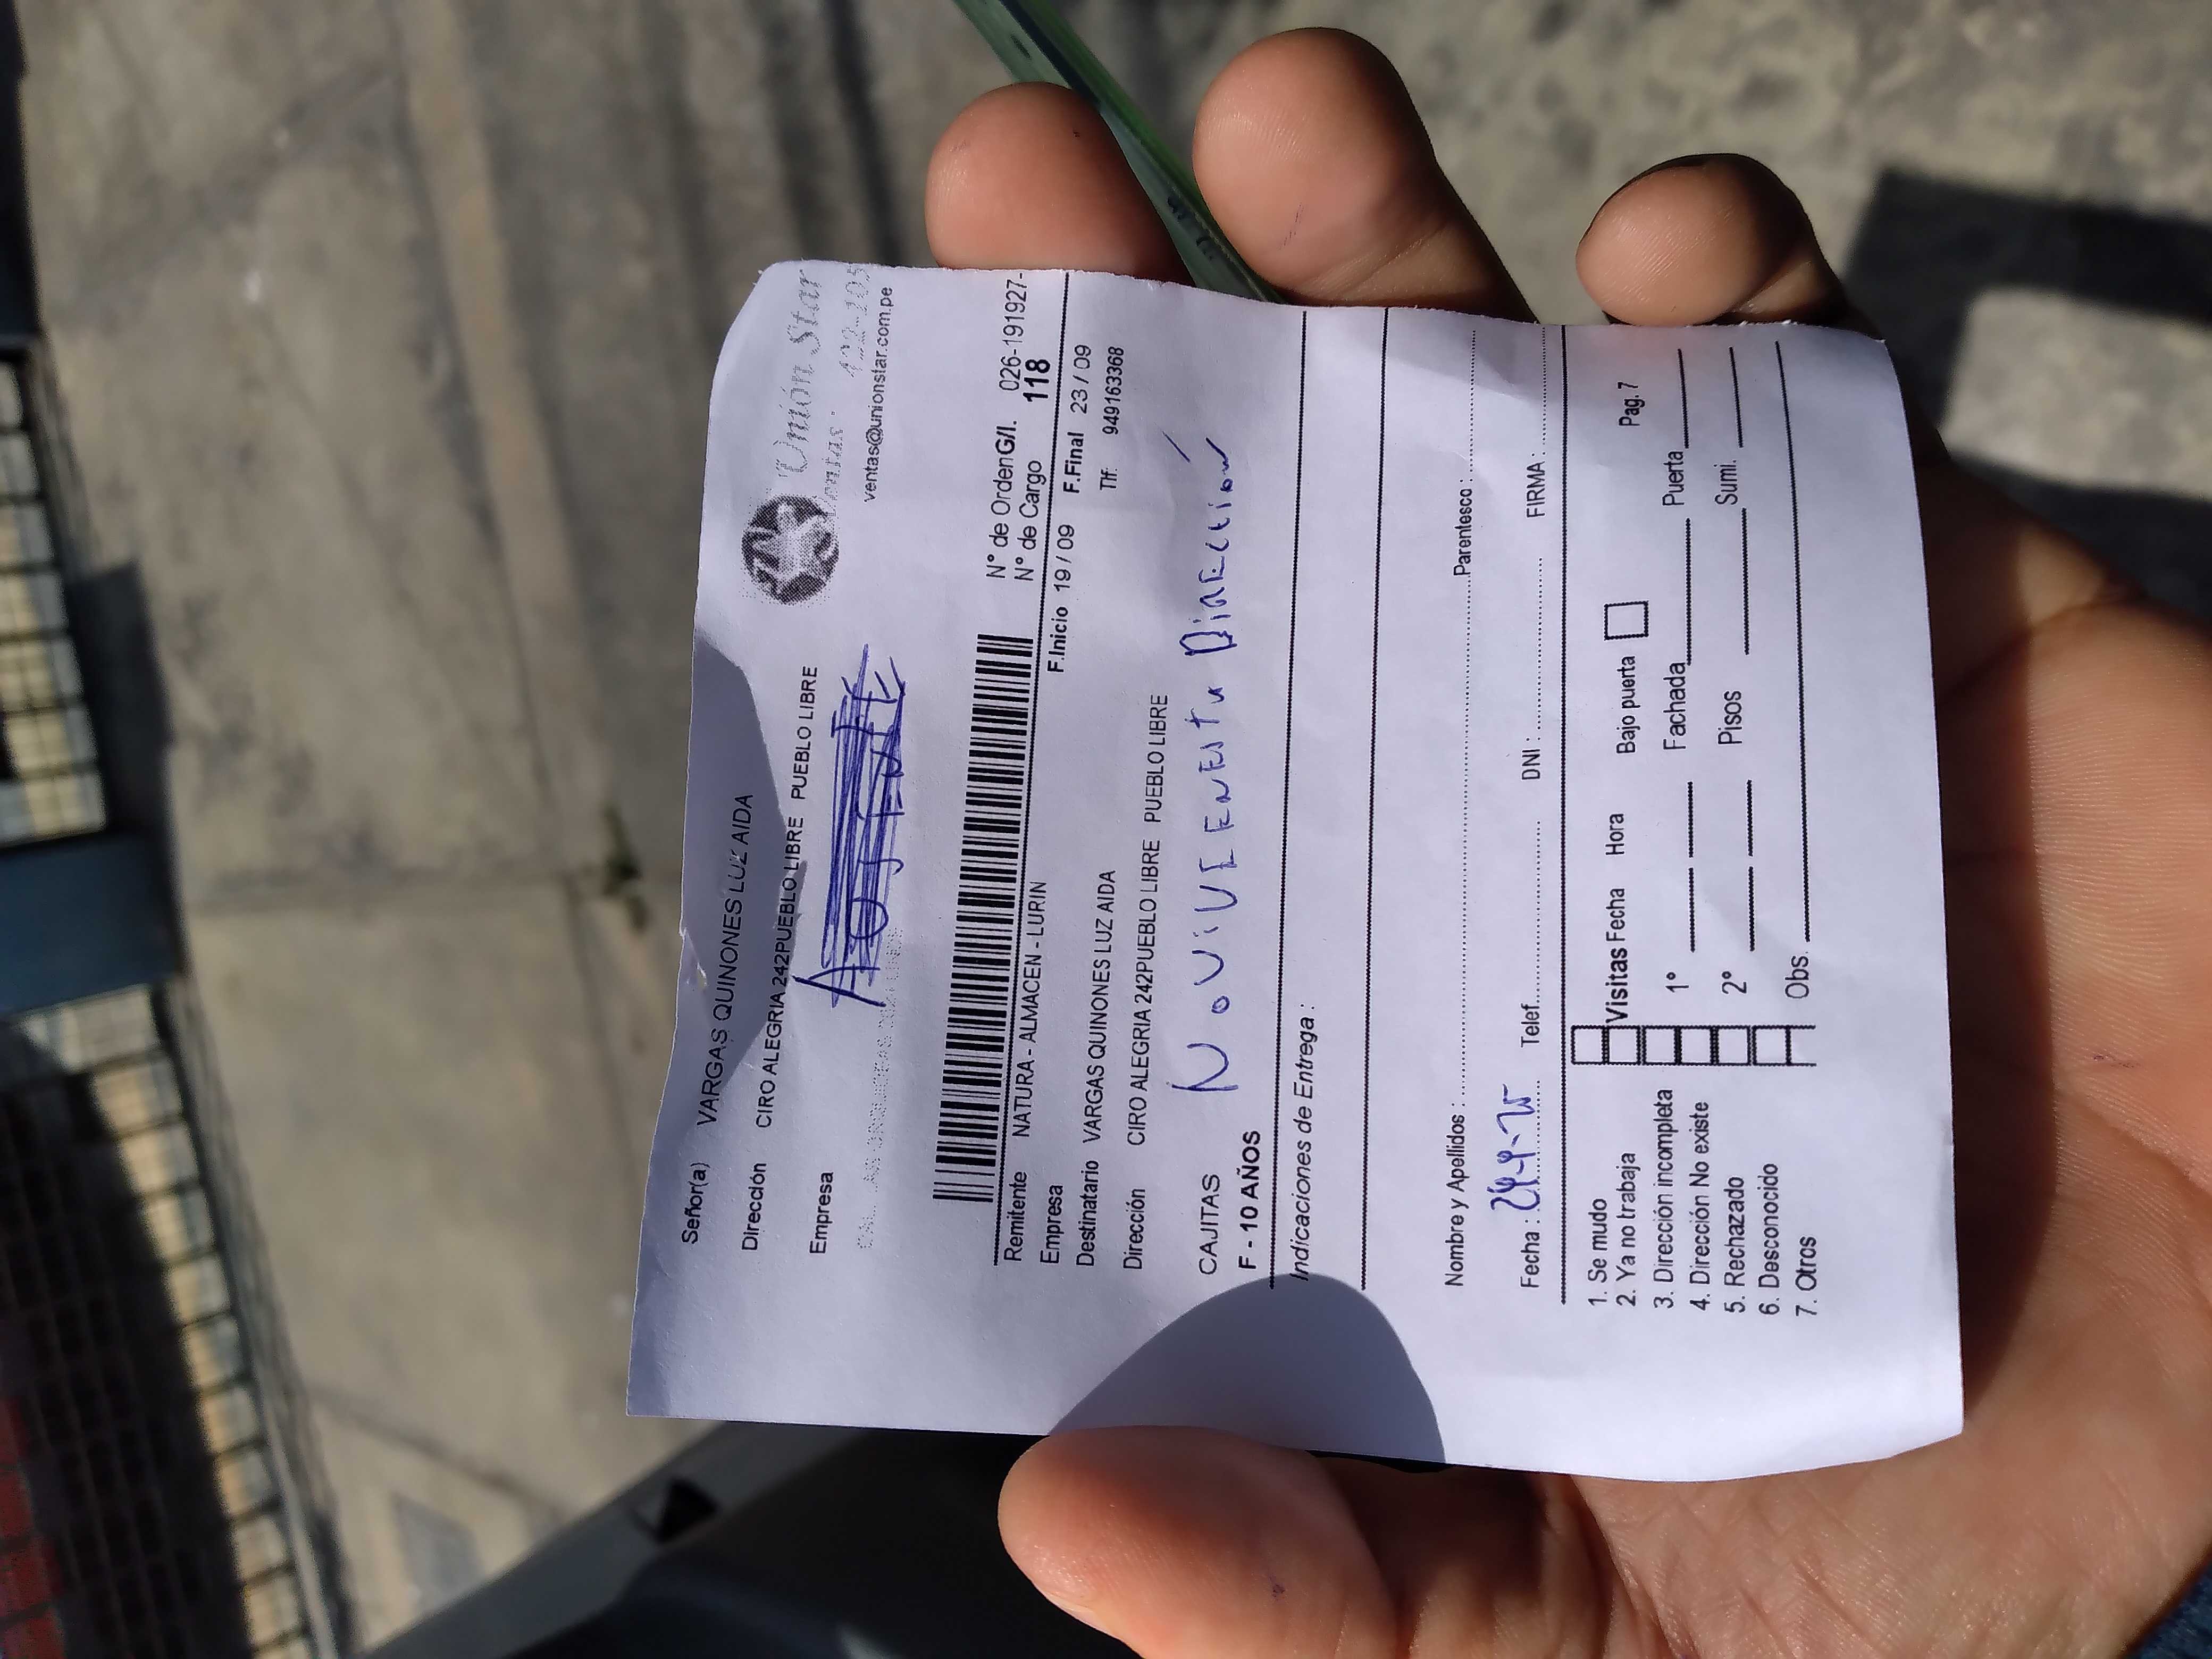 Señor(a) VARGAS QUINONES LUZ AIDA
Dirección CIRO ALEGRIA 242PUEBLO LIBRE PUEBLO LIBRE
Empresa
Unión Star
ventas@unionstar.com.pe
N° de OrdenG/I. 026-191927-
N° de Cargo 118
Remitente NATURA - ALMACEN - LURIN
F.Inicio 19 / 09 F.Final 23 / 09
Empresa
Tlf: 949163368
Destinatario VARGAS QUINONES LUZ AIDA
Dirección CIRO ALEGRIA 242PUEBLO LIBRE PUEBLO LIBRE
CAJITAS
No VIVE EN ESTA DIRECCIÓN
F - 10 AÑOS
Indicaciones de Entrega :
Nombre y Apellidos : Parentesco :
Fecha : Telef. DNI : FIRMA :
1. Se mudo
2. Ya no trabaja
3. Dirección incompleta
4. Dirección No existe
5. Rechazado
6. Desconocido
7. Otros
Visitas Fecha Hora Bajo puerta Pag. 7
1° Fachada Puerta
2° Pisos Sumi.
Obs.